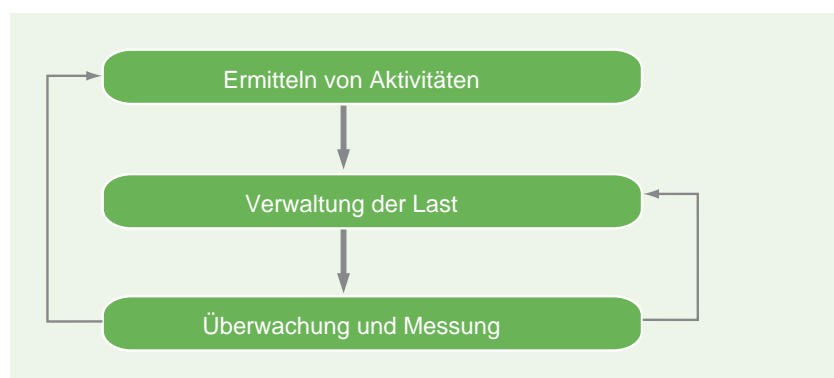 Ermitteln von Aktivitäten
Verwaltung der Last
Überwachung und Messung